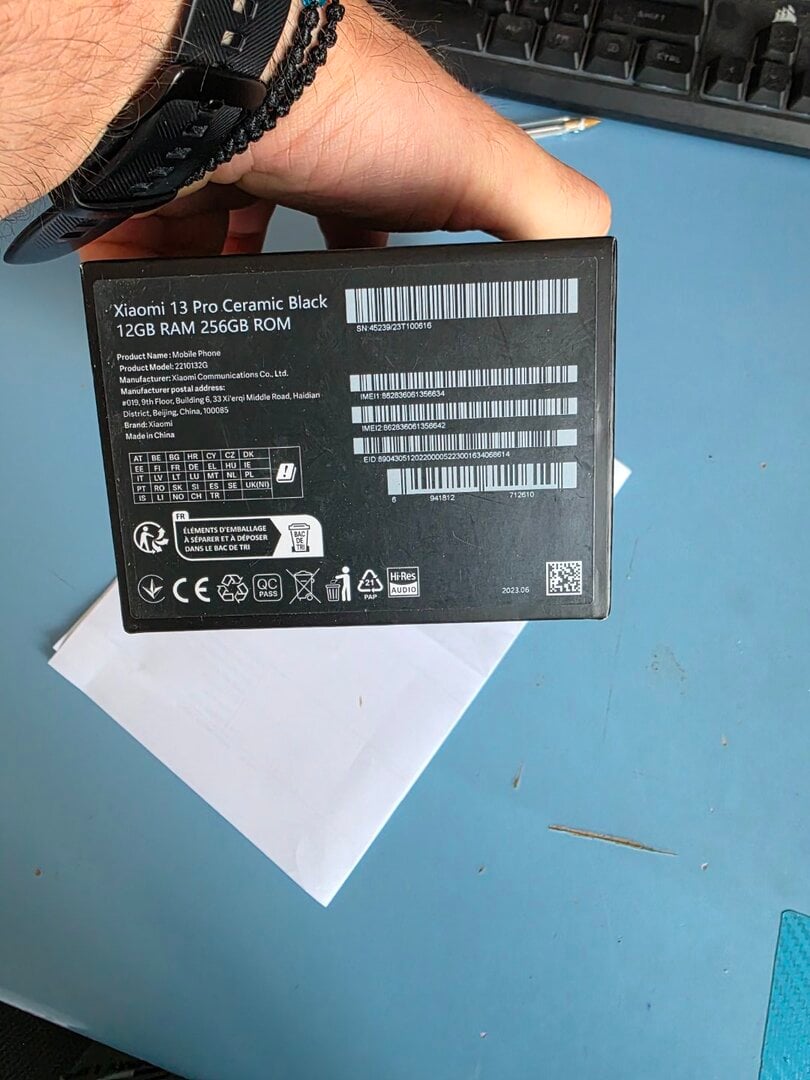 Xiaomi 13 Pro Ceramic Black
12GB RAM 256GB ROM
Product Name: Mobile Phone
Product Model: 2210132G
Manufacturer: Xiaomi Communications Co., Ltd.
Manufacturer postal address:
#019, 9th Floor, Building 6, 33 Xi'erqi Middle Road, Haidian
District, Beijing, China, 100085
Brand: Xiaomi
Made in China
AT BE BG HR CY CZ DK
EE FI FR DE EL HU IE
IT LV LT LU MT NL PL
PT RO SK SI ES SE UK(NI)
IS LI NO CH TR
FR
ÉLÉMENTS D'EMBALLAGE
À SÉPARER ET À DÉPOSER
DANS LE BAC DE TRI
BAC
DE
TRI
CE
QC
PASS
21
PAP
Hi-Res
AUDIO
SN:45239/23T100616
IMEI1:862836061356634
IMEI2:862836061356642
EID:89043051202200005223001634068614
6 941812 712610
2023.06
SHIFT
CTRL